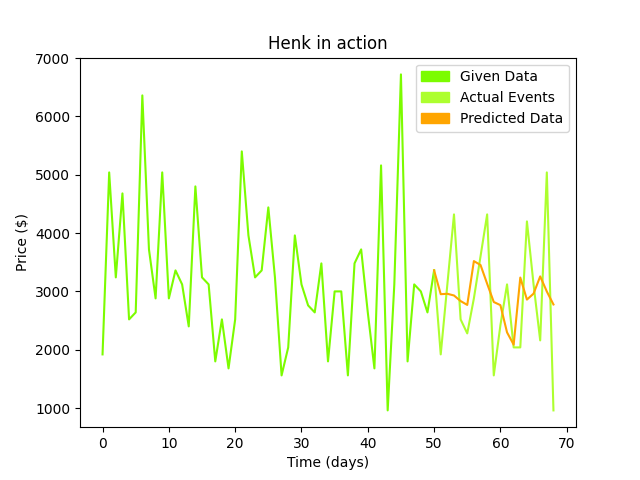 Henk in action
Given Data
Actual Events
Predicted Data
Price ($)
7000
6000
5000
4000
3000
2000
1000
0 10 20 30 40 50 60 70
Time (days)